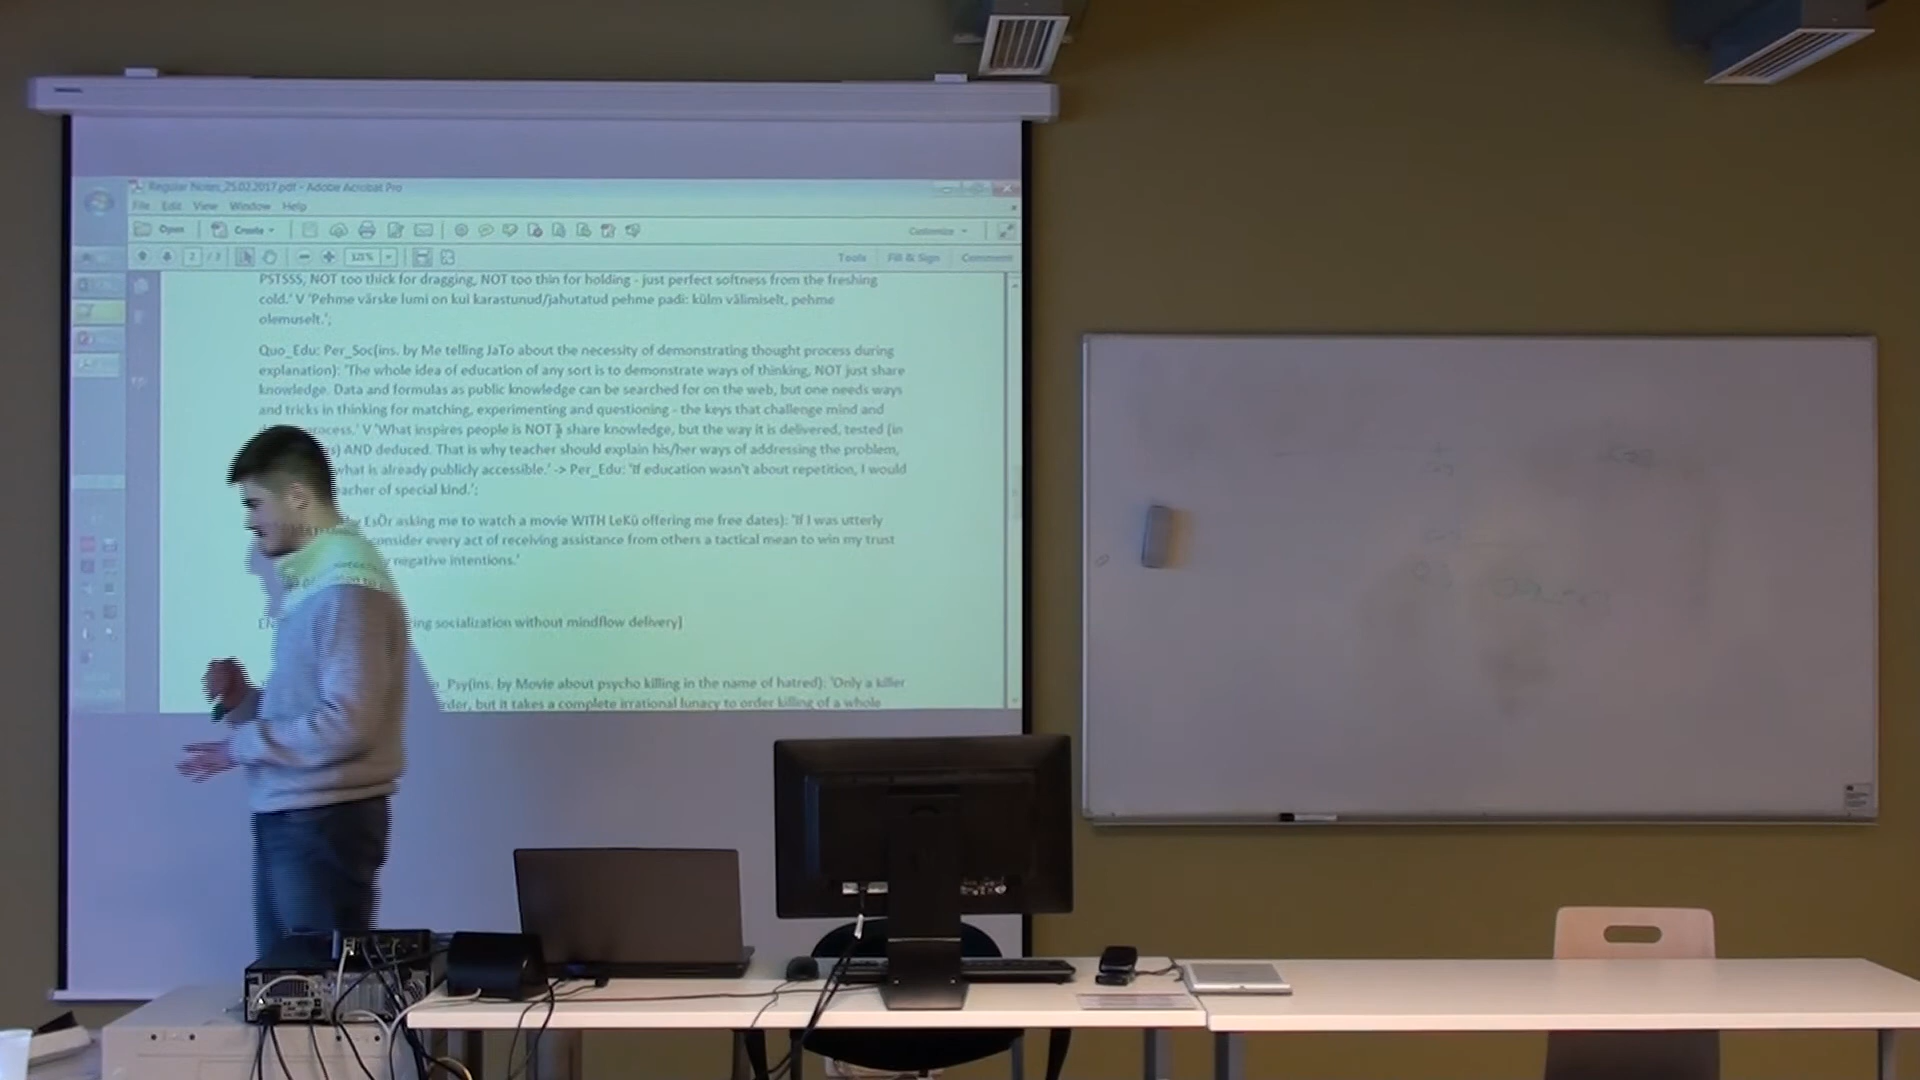 Regular Notes_25.02.2017.pdf - Adobe Acrobat Pro
File Edit View Window Help
Open Create Customize
2 / 3 125% Tools Fill & Sign Comment
PSTSSS, NOT too thick for dragging, NOT too thin for holding - just perfect softness from the freshing
cold.' V 'Pehme värske lumi on kui karastunud/jahutatud pehme padi: külm välimiselt, pehme
olemuselt.';
Quo_Edu: Per_Soc(ins. by Me telling JaTo about the necessity of demonstrating thought process during
explanation): 'The whole idea of education of any sort is to demonstrate ways of thinking, NOT just share
knowledge. Data and formulas as public knowledge can be searched for on the web, but one needs ways
and tricks in thinking for matching, experimenting and questioning - the keys that challenge mind and
process.' V 'What inspires people is NOT share knowledge, but the way it is delivered, tested (in
) AND deduced. That is why teacher should explain his/her ways of addressing the problem,
what is already publicly accessible.' -> Per_Edu: 'If education wasn't about repetition, I would
eacher of special kind.';
EsÖr asking me to watch a movie WITH LeKü offering me free dates): 'If I was utterly
consider every act of receiving assistance from others a tactical mean to win my trust
negative intentions.'
ing socialization without mindflow delivery]
_Psy(ins. by Movie about psycho killing in the name of hatred): 'Only a killer
rder, but it takes a complete irrational lunacy to order killing of a whole